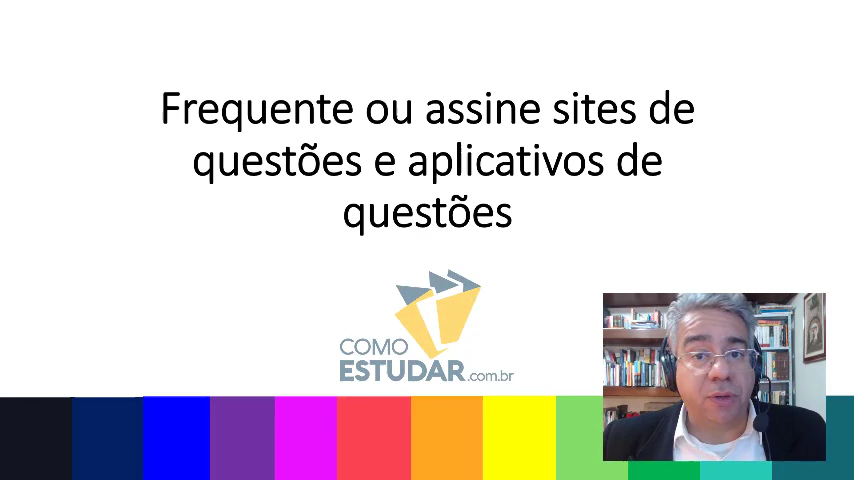 Frequente ou assine sites de
questões e aplicativos de
questões
COMO
ESTUDAR.com.br